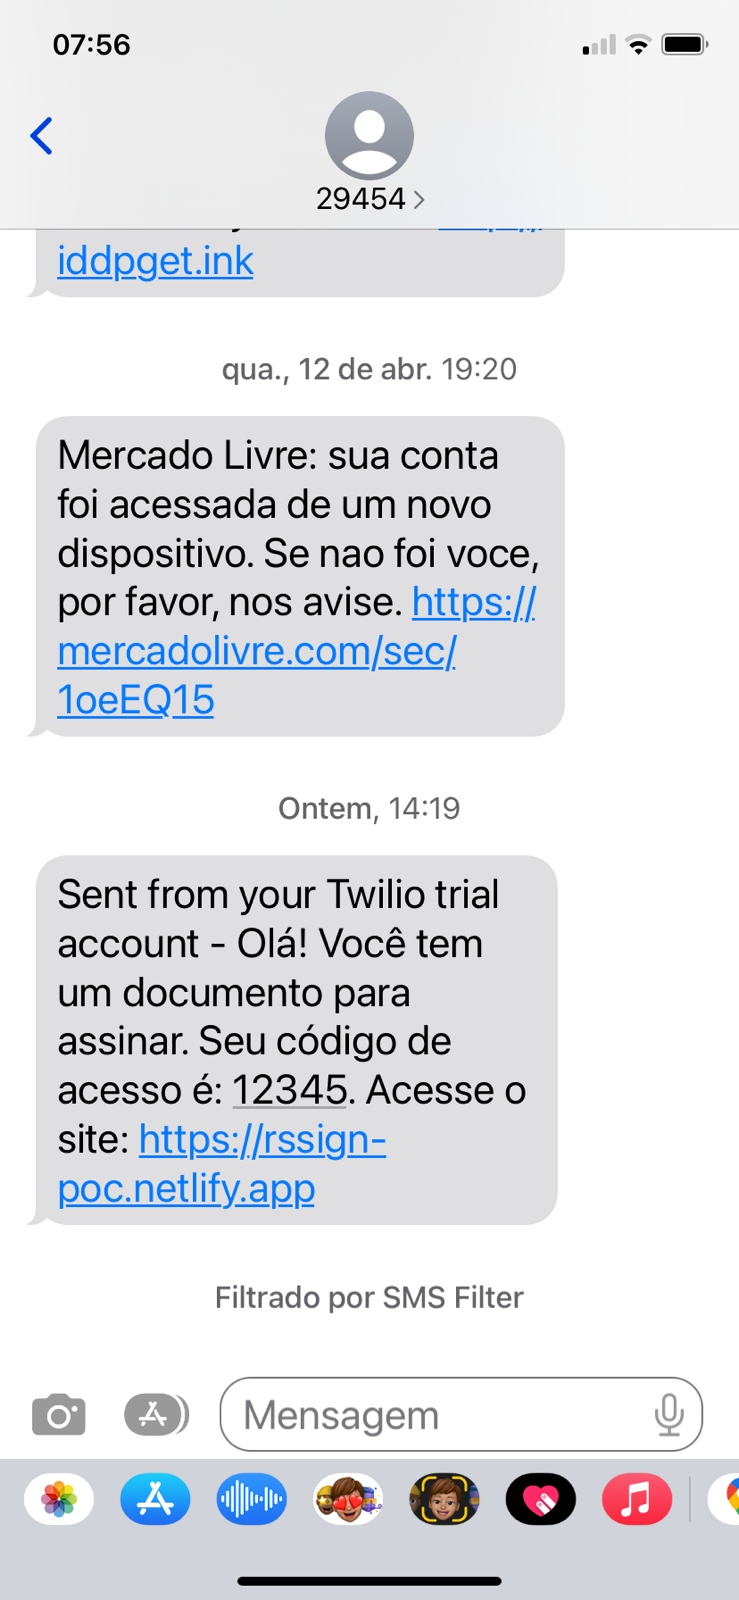 07:56
29454
iddpget.ink
qua., 12 de abr. 19:20
Mercado Livre: sua conta
foi acessada de um novo
dispositivo. Se nao foi voce,
por favor, nos avise. https://
mercadolivre.com/sec/
1oeEQ15
Ontem, 14:19
Sent from your Twilio trial
account - Olá! Você tem
um documento para
assinar. Seu código de
acesso é: 12345. Acesse o
site: https://rssign-
poc.netlify.app
Filtrado por SMS Filter
Mensagem